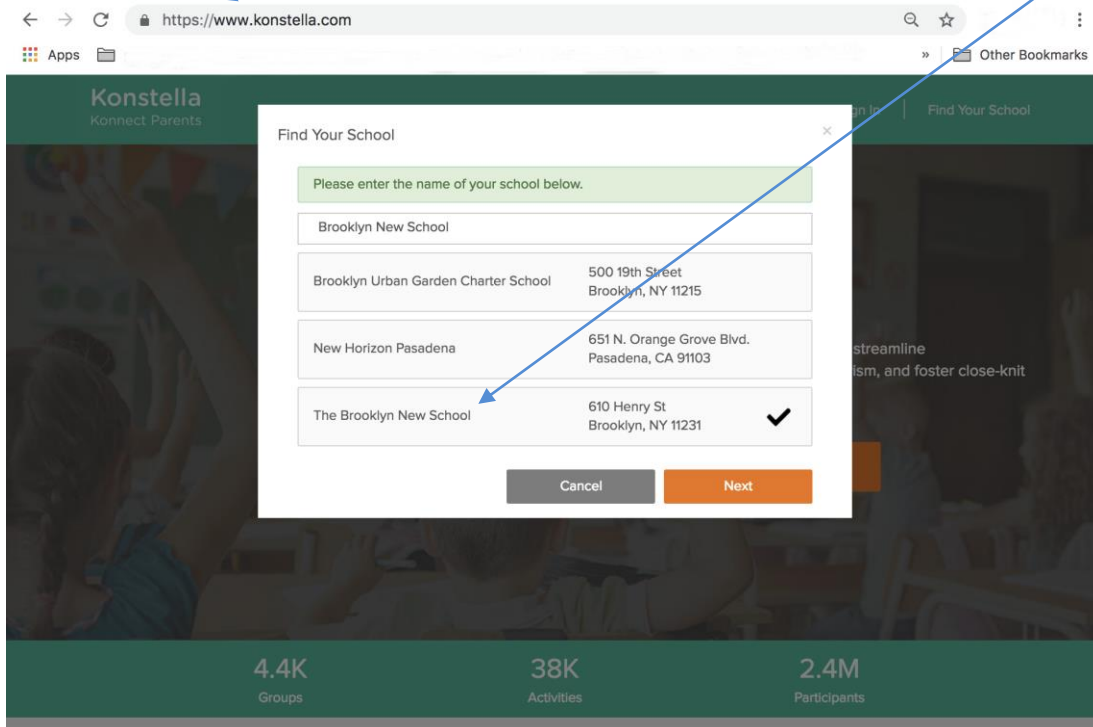 https://www.konstella.com
Apps
» Other Bookmarks
Konstella
Konnect Parents
gn In | Find Your School
Find Your School ×
Please enter the name of your school below.
Brooklyn New School
Brooklyn Urban Garden Charter School
500 19th Street
Brooklyn, NY 11215
New Horizon Pasadena
651 N. Orange Grove Blvd.
Pasadena, CA 91103
The Brooklyn New School
610 Henry St
Brooklyn, NY 11231
streamline
ism, and foster close-knit
Cancel
Next
4.4K
Groups
38K
Activities
2.4M
Participants